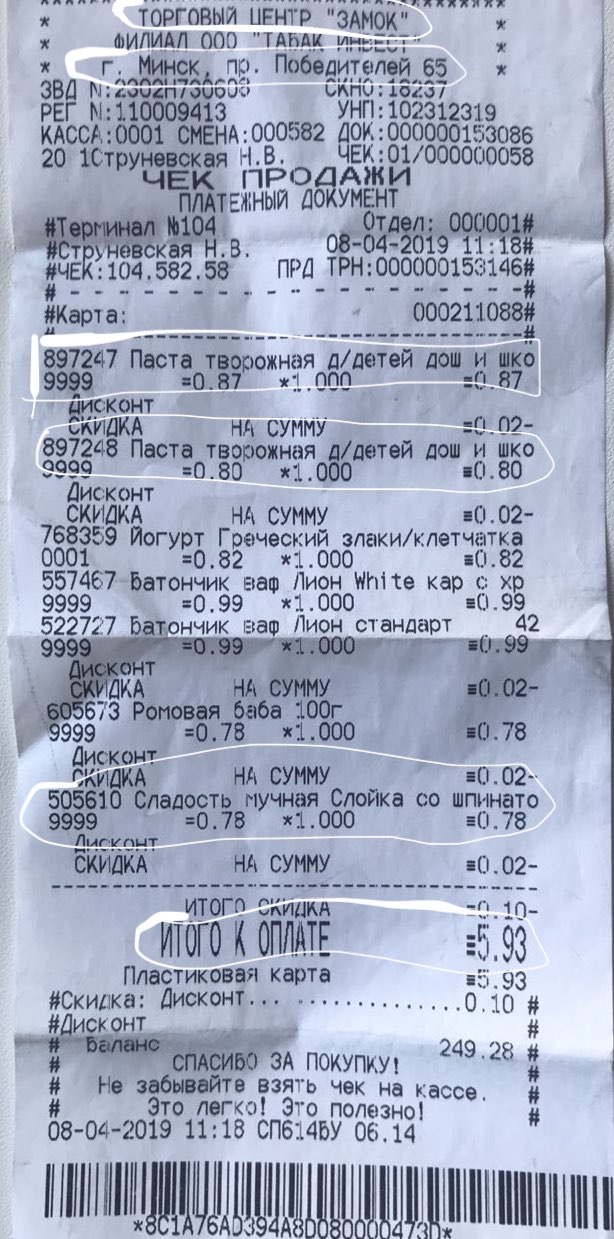 * ТОРГОВЫЙ ЦЕНТР "ЗАМОК" *
* ФИЛИАЛ ООО "ТАБАК ИНВЕСТ" *
* г. Минск, пр. Победителей 65 *
ЗВД N:2302H730608 СКНО:18237
РЕГ N:110009413 УНП:102312319
КАССА:0001 СМЕНА:000582 ДОК:000000153086
20 1Струневская Н.В. ЧЕК:01/000000058
ЧЕК ПРОДАЖИ
ПЛАТЕЖНЫЙ ДОКУМЕНТ
#Терминал №104 Отдел: 000001#
#Струневская Н.В. 08-04-2019 11:18#
#ЧЕК:104.582.58 ПРД ТРН:000000153146#
# - - - - - - - - - - - - - - - - - - #
#Карта: 000211088#
897247 Паста творожная д/детей дош и шко
9999 =0.87 *1.000 ≡0.87
Дисконт
СКИДКА НА СУММУ ≡0.02-
897248 Паста творожная д/детей дош и шко
9999 =0.80 *1.000 ≡0.80
Дисконт
СКИДКА НА СУММУ ≡0.02-
768359 Йогурт Греческий злаки/клетчатка
0001 =0.82 *1.000 ≡0.82
557467 Батончик ваф Лион White кар с хр
9999 =0.99 *1.000 ≡0.99
522727 Батончик ваф Лион стандарт 42
9999 =0.99 *1.000 ≡0.99
Дисконт
СКИДКА НА СУММУ ≡0.02-
605673 Ромовая баба 100г
9999 =0.78 *1.000 ≡0.78
Дисконт
СКИДКА НА СУММУ ≡0.02-
505610 Сладость мучная Слойка со шпинато
9999 =0.78 *1.000 ≡0.78
Дисконт
СКИДКА НА СУММУ ≡0.02-
ИТОГО СКИДКА ≡0.10-
ИТОГО К ОПЛАТЕ ≡5.93
Пластиковая карта ≡5.93
#Скидка: Дисконт..................0.10 #
#Дисконт #
# Баланс 249.28 #
# СПАСИБО ЗА ПОКУПКУ! #
# Не забывайте взять чек на кассе. #
# Это легко! Это полезно! #
08-04-2019 11:18 СП614БУ 06.14
*8C1A76AD394A8D080000473D*